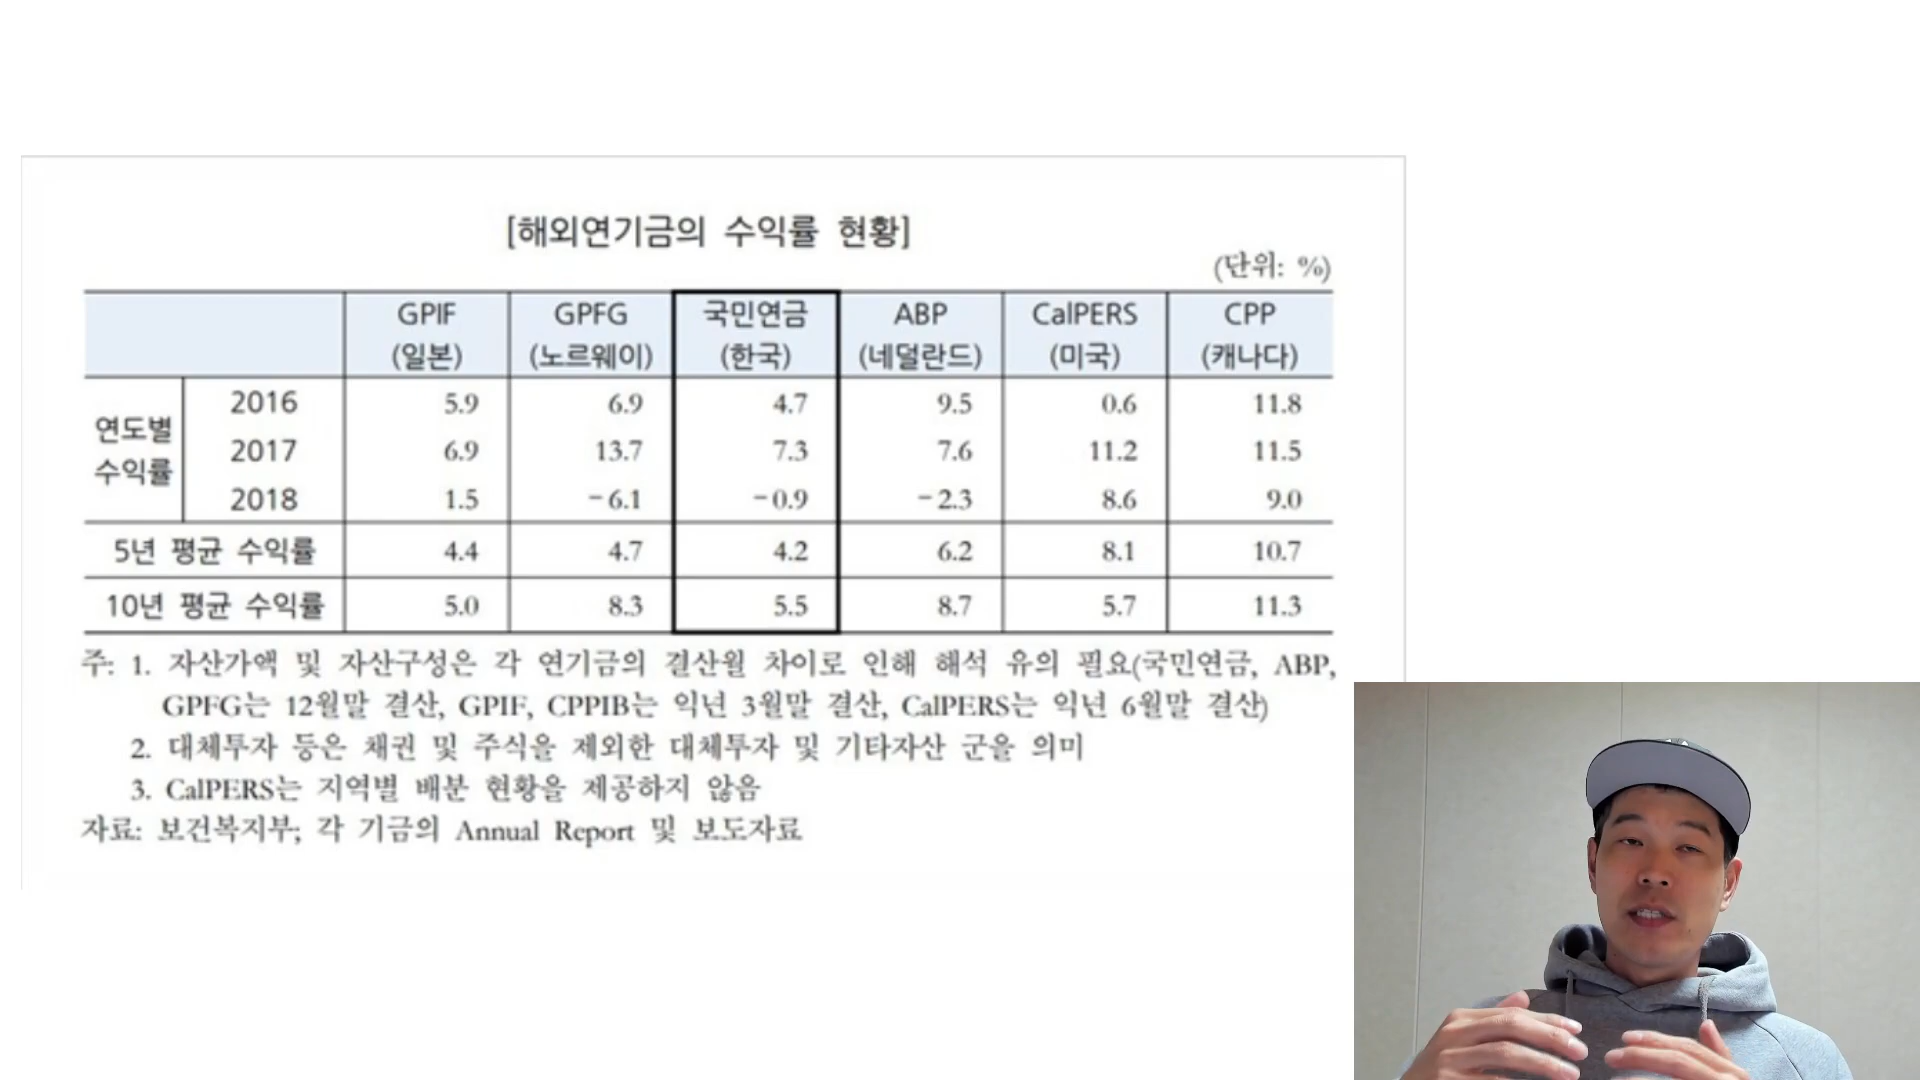 [해외연기금의 수익률 현황]
(단위: %)
GPIF GPFG 국민연금 ABP CalPERS CPP
(일본) (노르웨이) (한국) (네덜란드) (미국) (캐나다)
연도별 수익률
2016 5.9 6.9 4.7 9.5 0.6 11.8
2017 6.9 13.7 7.3 7.6 11.2 11.5
2018 1.5 -6.1 -0.9 -2.3 8.6 9.0
5년 평균 수익률 4.4 4.7 4.2 6.2 8.1 10.7
10년 평균 수익률 5.0 8.3 5.5 8.7 5.7 11.3
주: 1. 자산가액 및 자산구성은 각 연기금의 결산월 차이로 인해 해석 유의 필요(국민연금, ABP,
GPFG는 12월말 결산, GPIF, CPPIB는 익년 3월말 결산, CalPERS는 익년 6월말 결산)
2. 대체투자 등은 채권 및 주식을 제외한 대체투자 및 기타자산 군을 의미
3. CalPERS는 지역별 배분 현황을 제공하지 않음
자료: 보건복지부; 각 기금의 Annual Report 및 보도자료